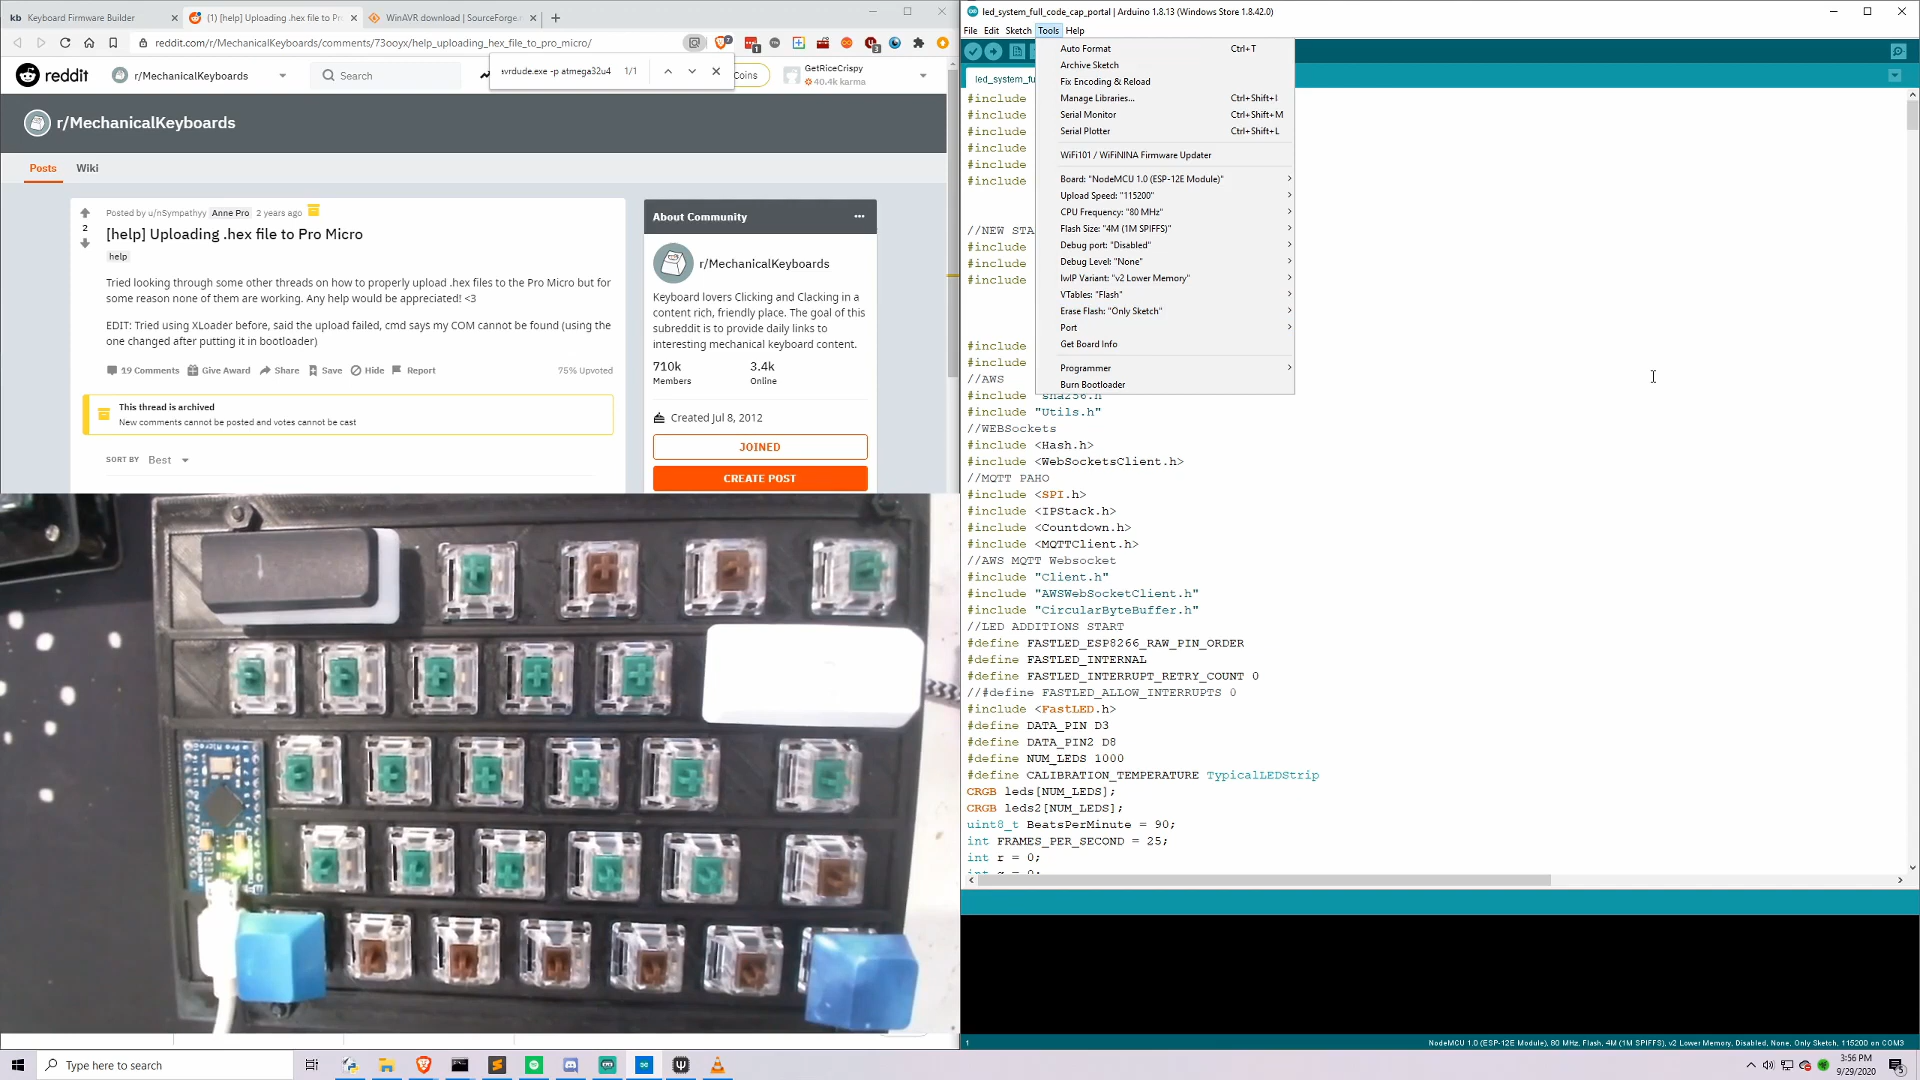 kb Keyboard Firmware Builder
(1) [help] Uploading .hex file to Pr
WinAVR download | SourceForge.n
reddit.com/r/MechanicalKeyboards/comments/73ooyx/help_uploading_hex_file_to_pro_micro/
reddit
r/MechanicalKeyboards
Search
vrdude.exe -p atmega32u4 1/1
Coins
GetRiceCrispy
40.4k karma
r/MechanicalKeyboards
Posts
Wiki
Posted by u/nSympathyy Anne Pro 2 years ago
2
[help] Uploading .hex file to Pro Micro
help
Tried looking through some other threads on how to properly upload .hex files to the Pro Micro but for
some reason none of them are working. Any help would be appreciated! <3
EDIT: Tried using XLoader before, said the upload failed, cmd says my COM cannot be found (using the
one changed after putting it in bootloader)
19 Comments Give Award Share Save Hide Report
75% Upvoted
This thread is archived
New comments cannot be posted and votes cannot be cast
SORT BY Best
About Community
r/MechanicalKeyboards
Keyboard lovers Clicking and Clacking in a
content rich, friendly place. The goal of this
subreddit is to provide daily links to
interesting mechanical keyboard content.
710k 3.4k
Members Online
Created Jul 8, 2012
JOINED
CREATE POST
Pro Micro
led_system_full_code_cap_portal | Arduino 1.8.13 (Windows Store 1.8.42.0)
File Edit Sketch Tools Help
led_system_fu
Auto Format Ctrl+T
Archive Sketch
Fix Encoding & Reload
Manage Libraries... Ctrl+Shift+I
Serial Monitor Ctrl+Shift+M
Serial Plotter Ctrl+Shift+L
WiFi101 / WiFiNINA Firmware Updater
Board: "NodeMCU 1.0 (ESP-12E Module)"
Upload Speed: "115200"
CPU Frequency: "80 MHz"
Flash Size: "4M (1M SPIFFS)"
Debug port: "Disabled"
Debug Level: "None"
lwIP Variant: "v2 Lower Memory"
VTables: "Flash"
Erase Flash: "Only Sketch"
Port
Get Board Info
Programmer
Burn Bootloader
#include
#include
#include
#include
#include
#include
//NEW STA
#include
#include
#include
#include
#include
//AWS
#include "sha256.h"
#include "Utils.h"
//WEBSockets
#include <Hash.h>
#include <WebSocketsClient.h>
//MQTT PAHO
#include <SPI.h>
#include <IPStack.h>
#include <Countdown.h>
#include <MQTTClient.h>
//AWS MQTT Websocket
#include "Client.h"
#include "AWSWebSocketClient.h"
#include "CircularByteBuffer.h"
//LED ADDITIONS START
#define FASTLED_ESP8266_RAW_PIN_ORDER
#define FASTLED_INTERNAL
#define FASTLED_INTERRUPT_RETRY_COUNT 0
//#define FASTLED_ALLOW_INTERRUPTS 0
#include <FastLED.h>
#define DATA_PIN D3
#define DATA_PIN2 D8
#define NUM_LEDS 1000
#define CALIBRATION_TEMPERATURE TypicalLEDStrip
CRGB leds[NUM_LEDS];
CRGB leds2[NUM_LEDS];
uint8_t BeatsPerMinute = 90;
int FRAMES_PER_SECOND = 25;
int r = 0;
1
NodeMCU 1.0 (ESP-12E Module), 80 MHz, Flash, 4M (1M SPIFFS), v2 Lower Memory, Disabled, None, Only Sketch, 115200 on COM3
Type here to search
3:56 PM
9/29/2020
5